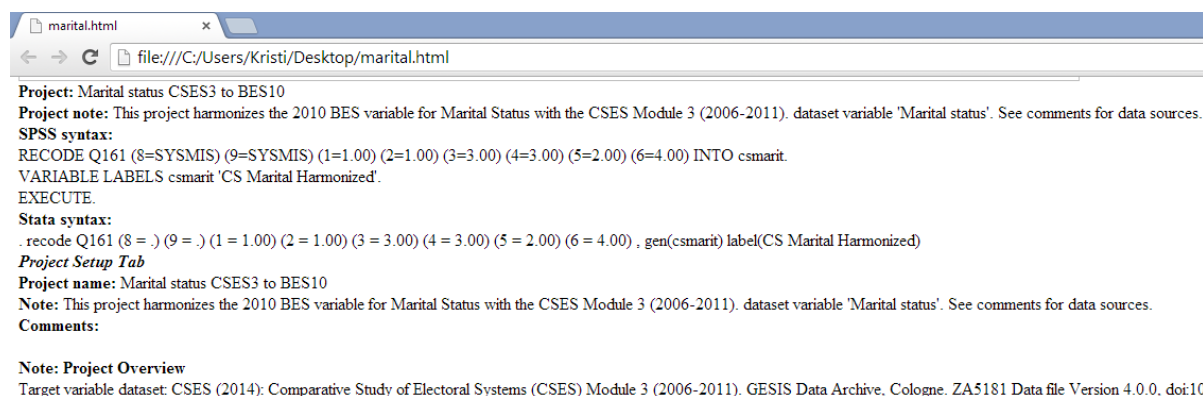 marital.html ×
file:///C:/Users/Kristi/Desktop/marital.html
Project: Marital status CSES3 to BES10
Project note: This project harmonizes the 2010 BES variable for Marital Status with the CSES Module 3 (2006-2011). dataset variable 'Marital status'. See comments for data sources.
SPSS syntax:
RECODE Q161 (8=SYSMIS) (9=SYSMIS) (1=1.00) (2=1.00) (3=3.00) (4=3.00) (5=2.00) (6=4.00) INTO csmarit.
VARIABLE LABELS csmarit 'CS Marital Harmonized'.
EXECUTE.
Stata syntax:
. recode Q161 (8 = .) (9 = .) (1 = 1.00) (2 = 1.00) (3 = 3.00) (4 = 3.00) (5 = 2.00) (6 = 4.00) , gen(csmarit) label(CS Marital Harmonized)
Project Setup Tab
Project name: Marital status CSES3 to BES10
Note: This project harmonizes the 2010 BES variable for Marital Status with the CSES Module 3 (2006-2011). dataset variable 'Marital status'. See comments for data sources.
Comments:
Note: Project Overview
Target variable dataset: CSES (2014): Comparative Study of Electoral Systems (CSES) Module 3 (2006-2011). GESIS Data Archive, Cologne. ZA5181 Data file Version 4.0.0, doi:10